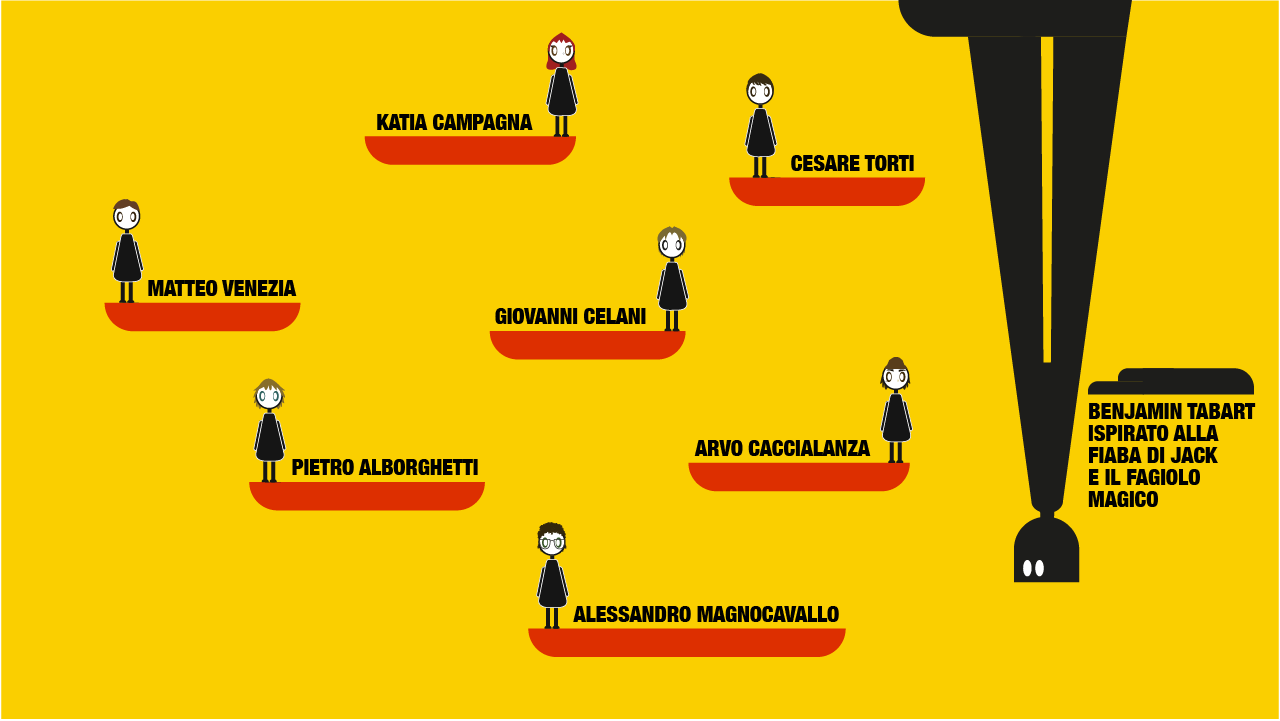 KATIA CAMPAGNA
CESARE TORTI
MATTEO VENEZIA
GIOVANNI CELANI
PIETRO ALBORGHETTI
ARVO CACCIALANZA
ALESSANDRO MAGNOCAVALLO
BENJAMIN TABART
ISPIRATO ALLA
FIABA DI JACK
E IL FAGIOLO
MAGICO